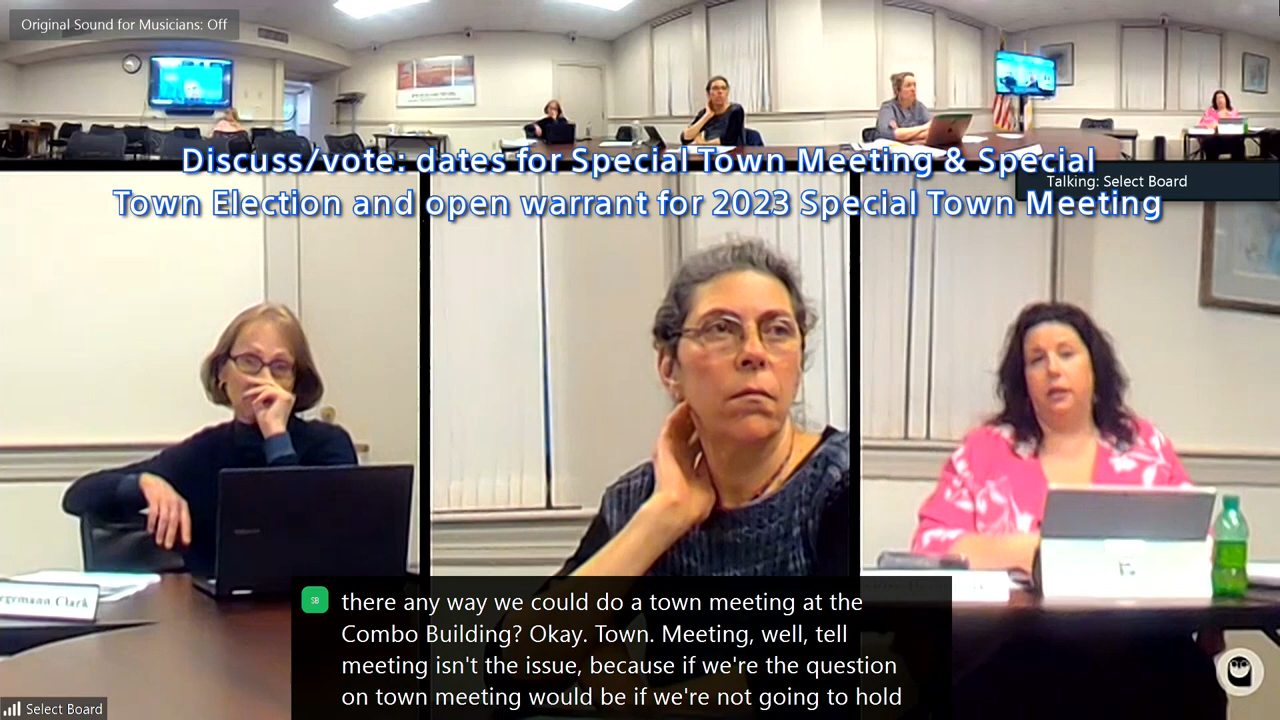 Original Sound for Musicians: Off
Discuss/vote: dates for Special Town Meeting & Special
Talking: Select Board
Town Election and open warrant for 2023 Special Town Meeting
Clark
SB
there any way we could do a town meeting at the
Combo Building? Okay. Town. Meeting, well, tell
meeting isn't the issue, because if we're the question
on town meeting would be if we're not going to hold
Select Board